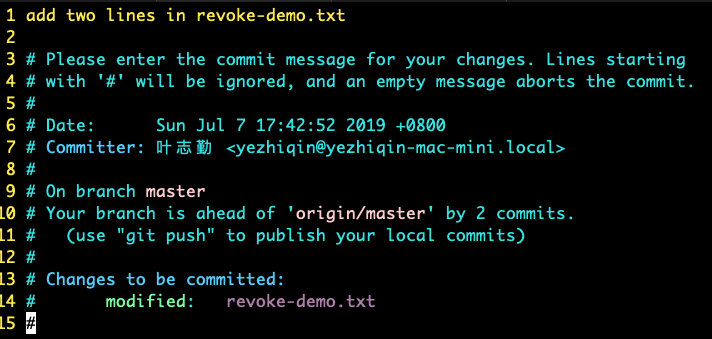 1 add two lines in revoke-demo.txt
2
3 # Please enter the commit message for your changes. Lines starting
4 # with '#' will be ignored, and an empty message aborts the commit.
5 #
6 # Date:      Sun Jul 7 17:42:52 2019 +0800
7 # Committer: 叶志勤 <yezhiqin@yezhiqin-mac-mini.local>
8 #
9 # On branch master
10 # Your branch is ahead of 'origin/master' by 2 commits.
11 #   (use "git push" to publish your local commits)
12 #
13 # Changes to be committed:
14 #       modified:   revoke-demo.txt
15 #